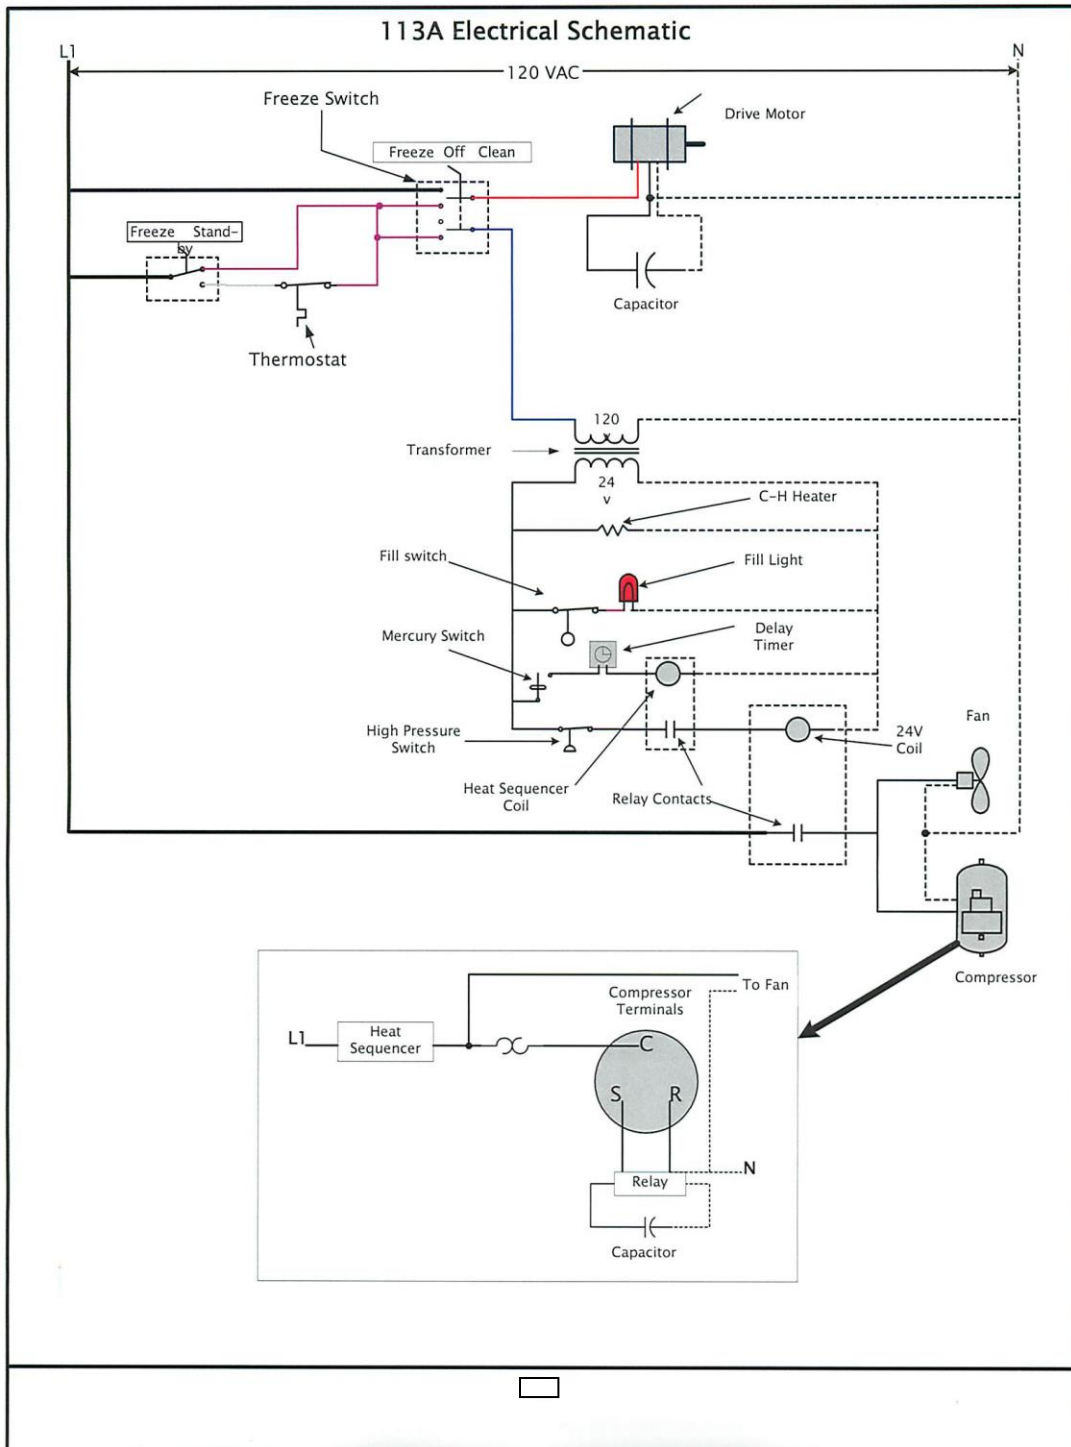 113A Electrical Schematic
L1
N
120 VAC
Freeze Switch
Drive Motor
Freeze Off Clean
Freeze Stand-
by
Capacitor
Thermostat
120
v
Transformer
24
v
C-H Heater
Fill switch
Fill Light
Mercury Switch
Delay
Timer
High Pressure
Switch
Fan
24V
Coil
Heat Sequencer
Coil
Relay Contacts
Compressor
To Fan
Compressor
Terminals
L1
Heat
Sequencer
C
S
R
N
Relay
Capacitor